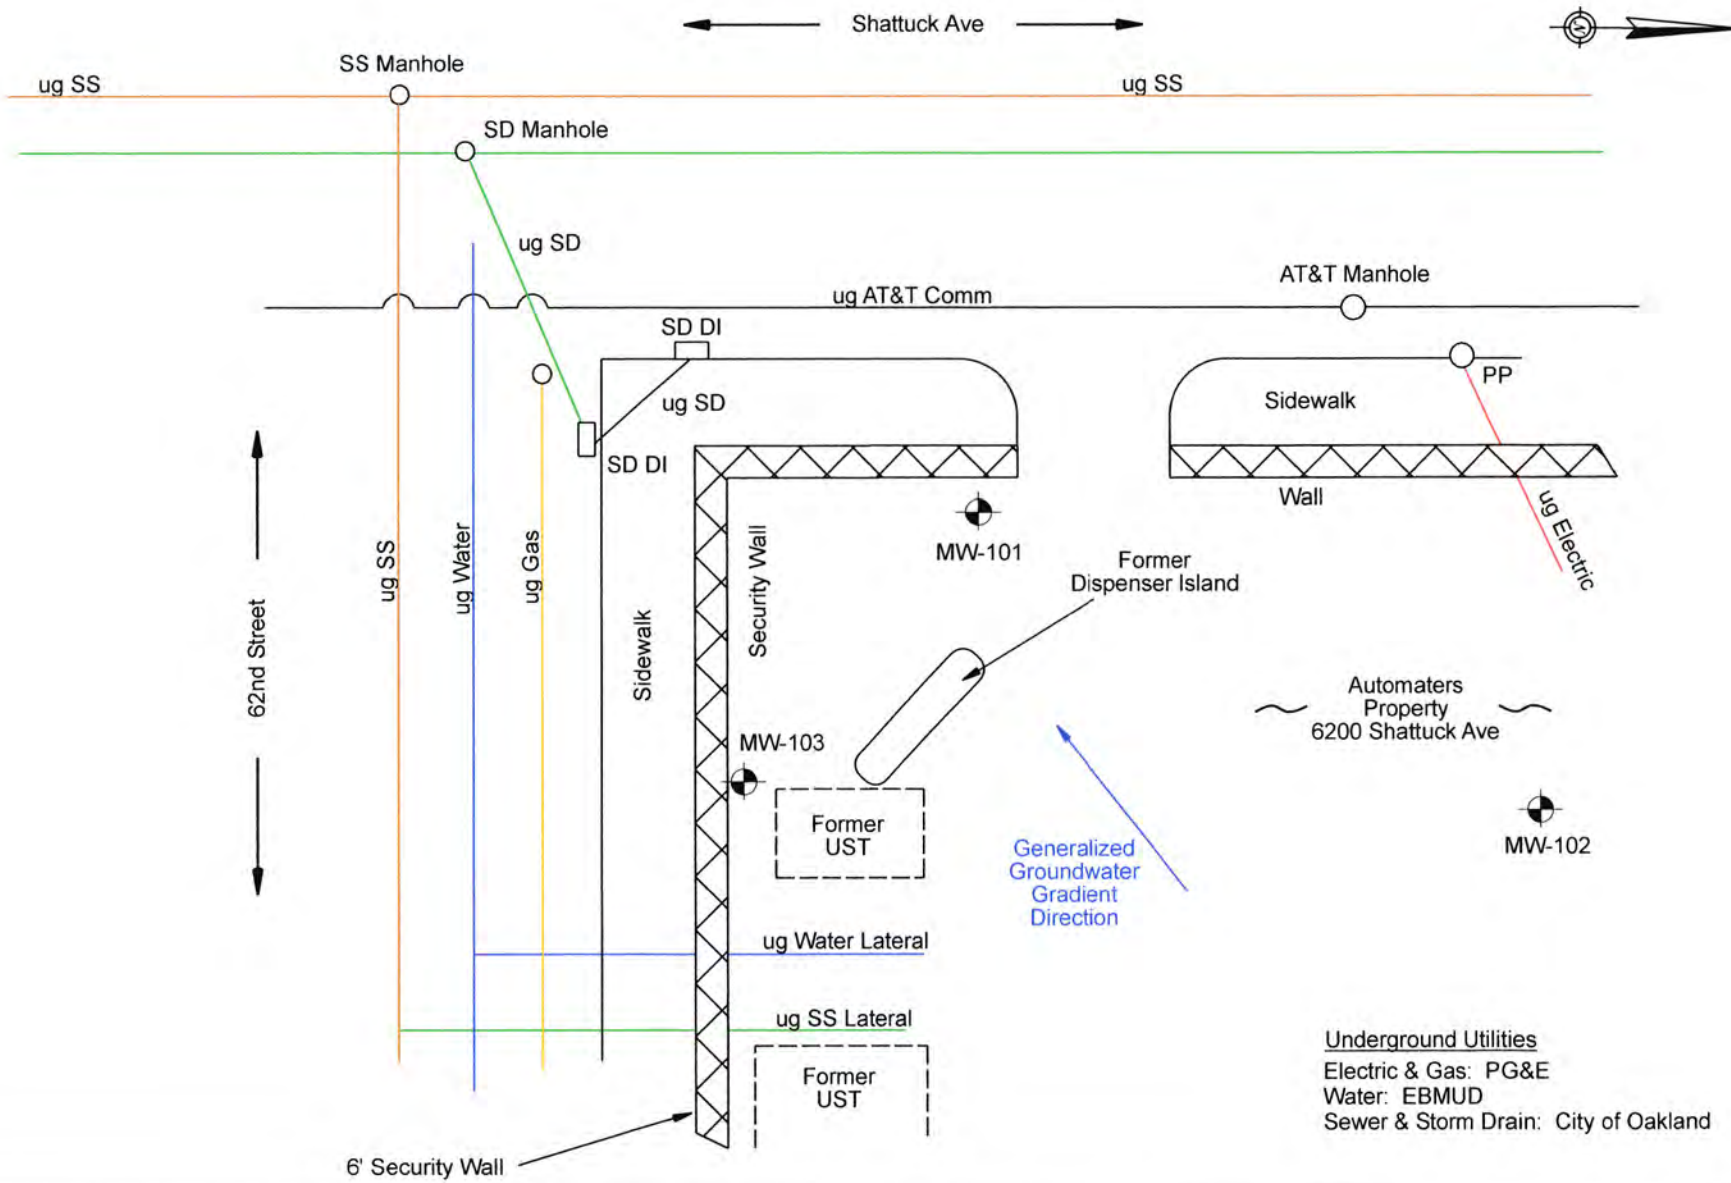 Shattuck Ave
N
SS Manhole
ug SS
ug SS
SD Manhole
ug SD
AT&T Manhole
ug AT&T Comm
SD DI
PP
ug SD
Sidewalk
SD DI
Wall
ug Electric
MW-101
Former
Dispenser Island
ug SS
ug Water
ug Gas
Security Wall
62nd Street
Sidewalk
Automaters
Property
6200 Shattuck Ave
MW-103
Former
UST
MW-102
Generalized
Groundwater
Gradient
Direction
ug Water Lateral
ug SS Lateral
Former
UST
Underground Utilities
Electric & Gas: PG&E
Water: EBMUD
Sewer & Storm Drain: City of Oakland
6' Security Wall